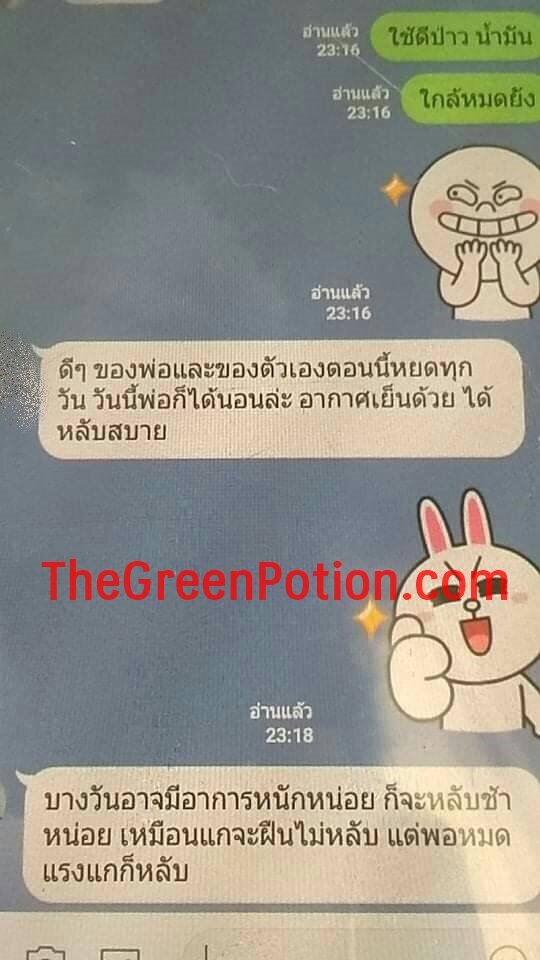 อ่านแล้ว
23:16
ใช้ดีป่าว น้ำมัน
อ่านแล้ว
23:16
ใกล้หมดยัง
อ่านแล้ว
23:16
ดีๆ ของพ่อและของตัวเองตอนนี้หยดทุก
วัน วันนี้พ่อก็ได้นอนล่ะ อากาศเย็นด้วย ได้
หลับสบาย
TheGreenPotion.com
อ่านแล้ว
23:18
บางวันอาจมีอาการหนักหน่อย ก็จะหลับช้า
หน่อย เหมือนแกจะฝืนไม่หลับ แต่พอหมด
แรงแกก็หลับ